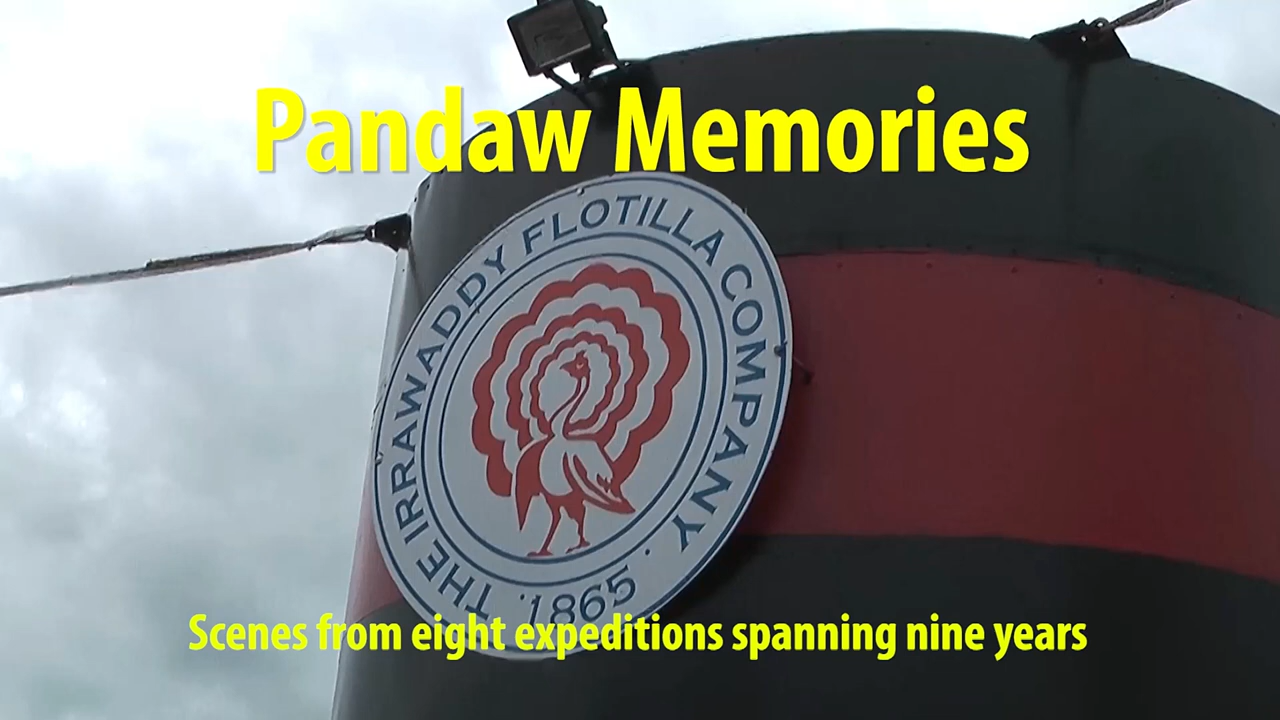 Pandaw Memories
THE IRRAWADDY FLOTILLA COMPANY
· 1865 ·
Scenes from eight expeditions spanning nine years